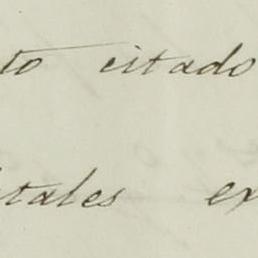 to citado
tales ex